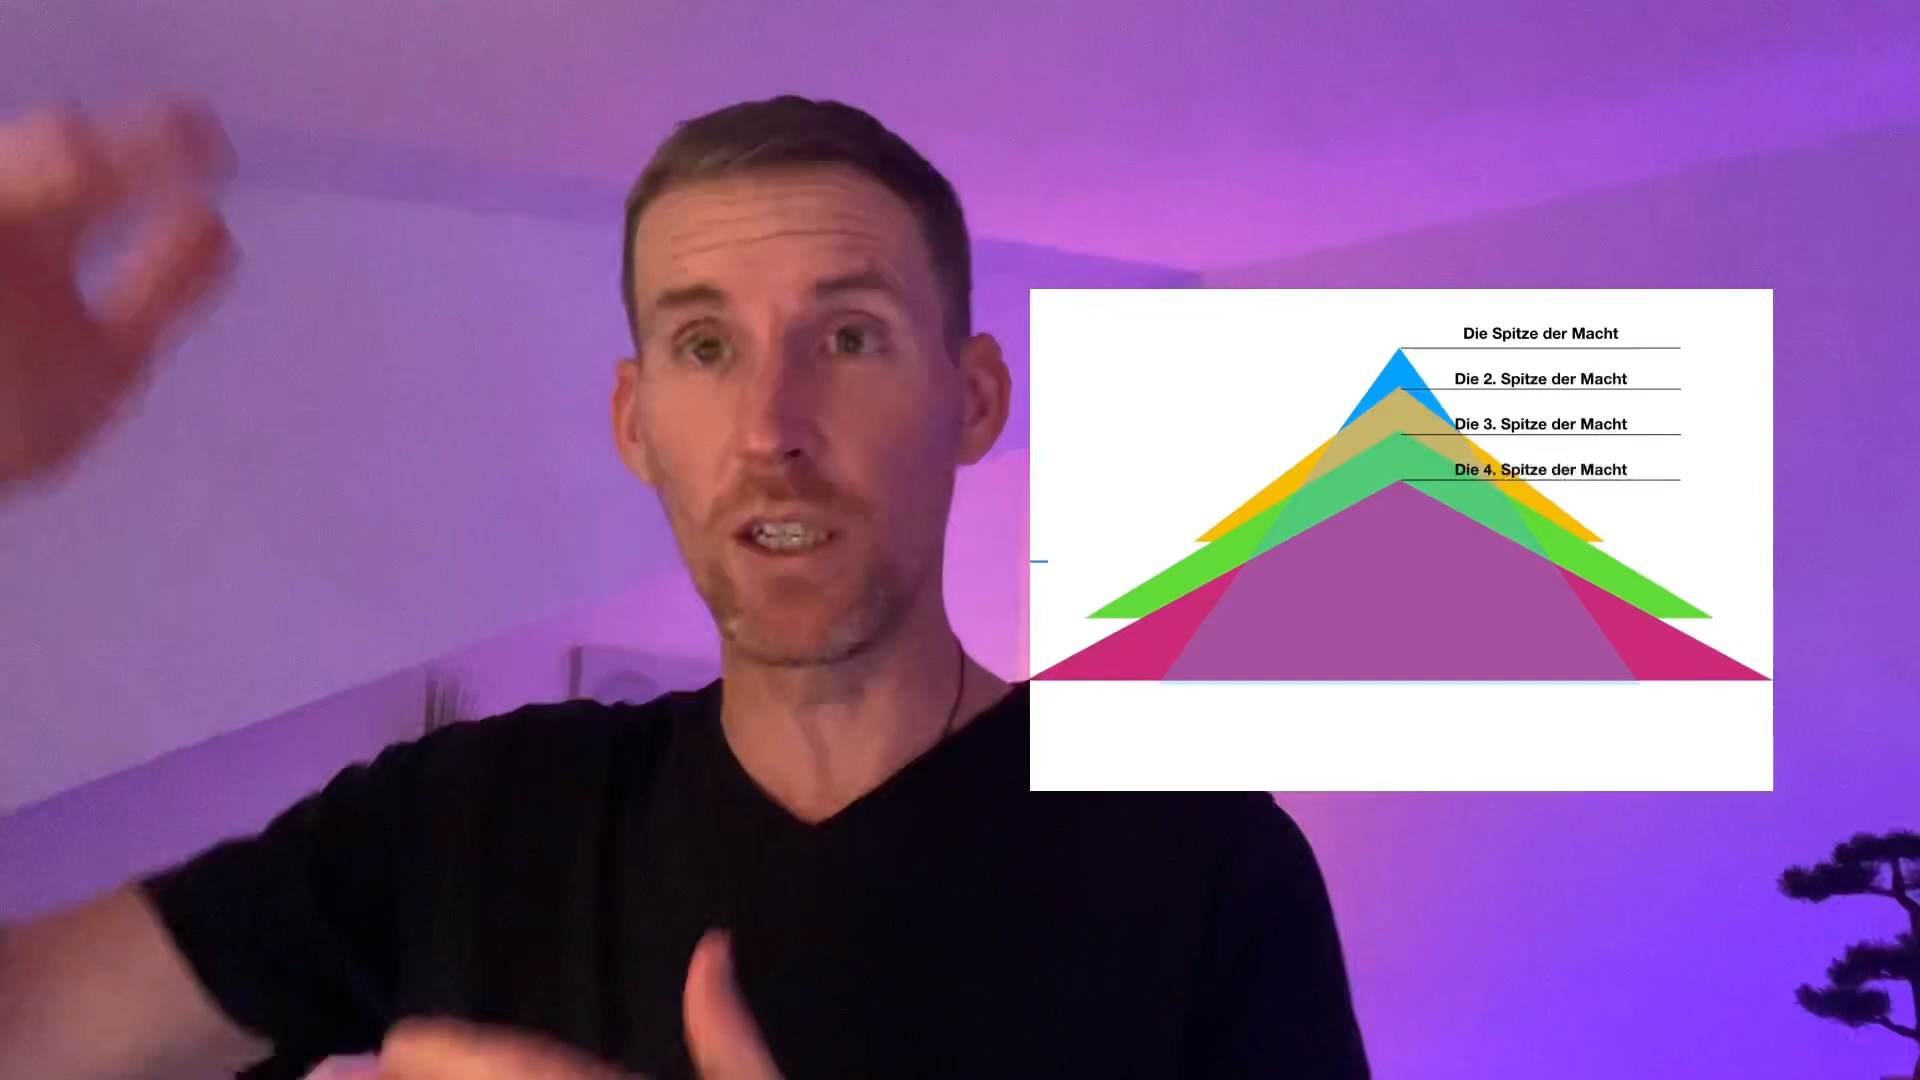 Die Spitze der Macht
Die 2. Spitze der Macht
Die 3. Spitze der Macht
Die 4. Spitze der Macht